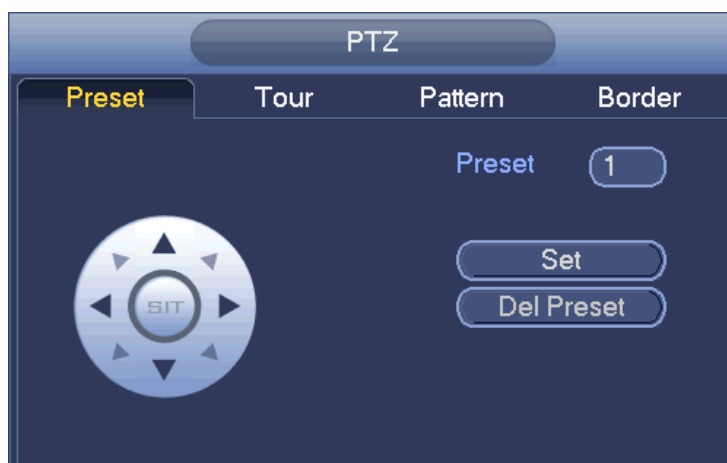 PTZ
Preset Tour Pattern Border
Preset 1
Set
SIT
Del Preset